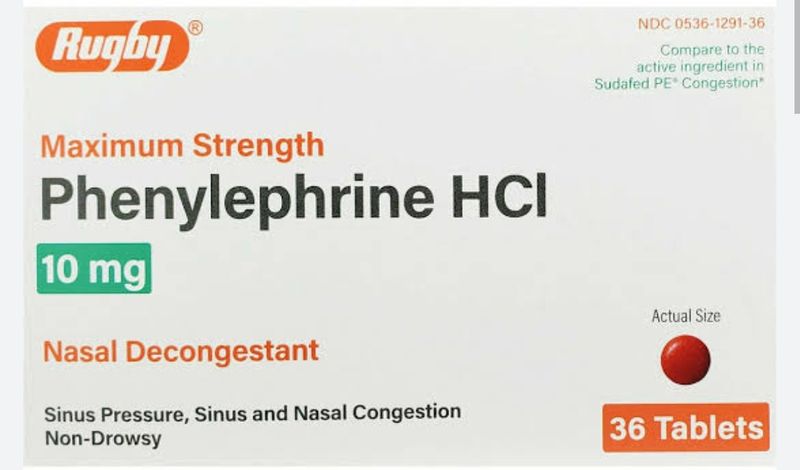 Rugby®
NDC 0536-1291-36
Compare to the
active ingredient in
Sudafed PE® Congestion*
Maximum Strength
Phenylephrine HCl
10 mg
Nasal Decongestant
Actual Size
Sinus Pressure, Sinus and Nasal Congestion
Non-Drowsy
36 Tablets